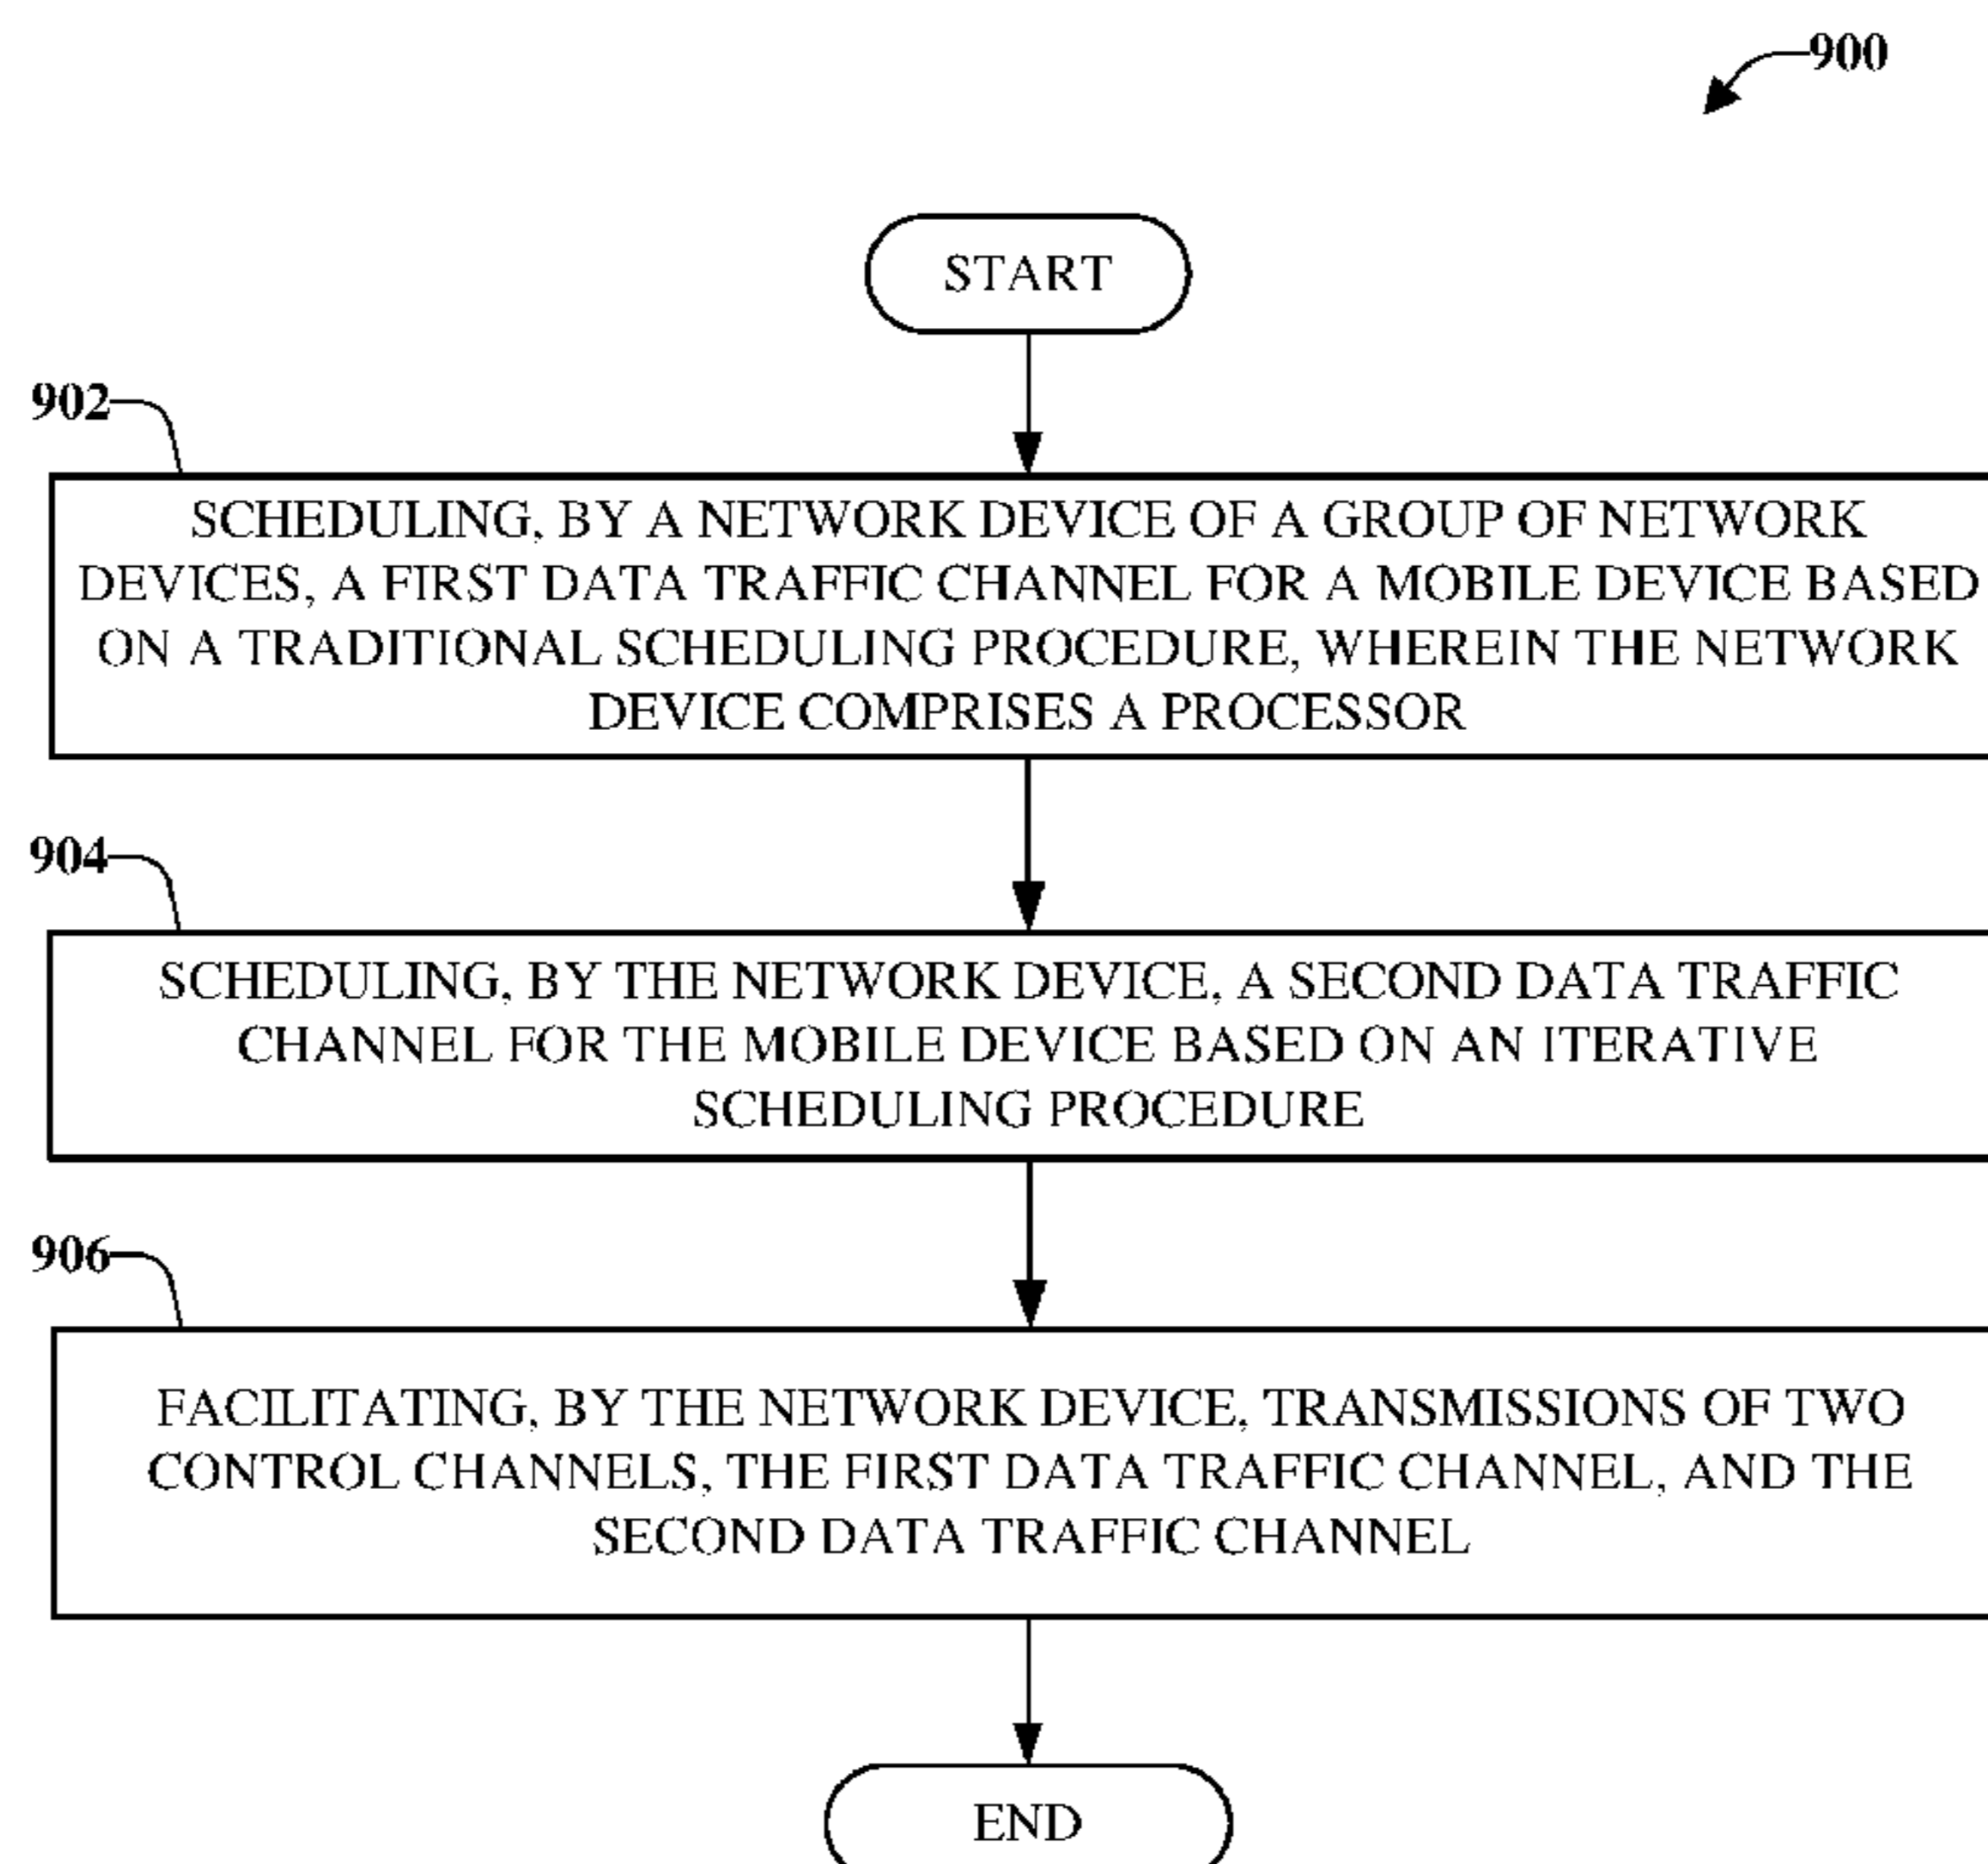 900
START
902
SCHEDULING, BY A NETWORK DEVICE OF A GROUP OF NETWORK
DEVICES, A FIRST DATA TRAFFIC CHANNEL FOR A MOBILE DEVICE BASED
ON A TRADITIONAL SCHEDULING PROCEDURE, WHEREIN THE NETWORK
DEVICE COMPRISES A PROCESSOR
904
SCHEDULING, BY THE NETWORK DEVICE, A SECOND DATA TRAFFIC
CHANNEL FOR THE MOBILE DEVICE BASED ON AN ITERATIVE
SCHEDULING PROCEDURE
906
FACILITATING, BY THE NETWORK DEVICE, TRANSMISSIONS OF TWO
CONTROL CHANNELS, THE FIRST DATA TRAFFIC CHANNEL, AND THE
SECOND DATA TRAFFIC CHANNEL
END